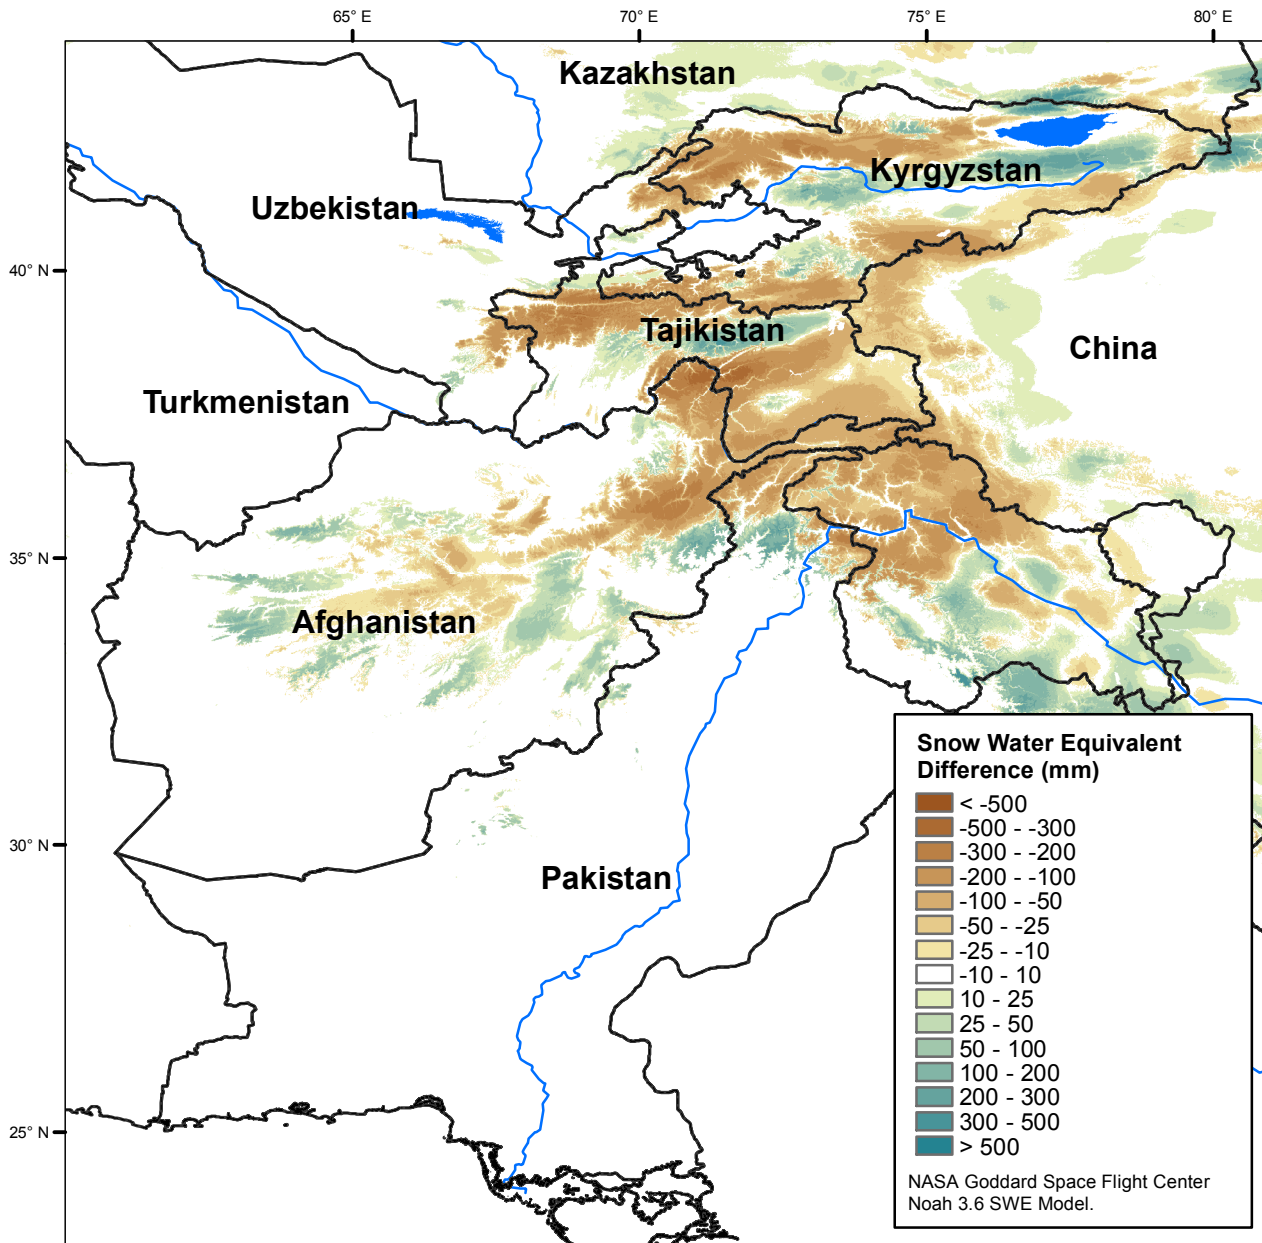 65° E
70° E
75° E
80° E
Kazakhstan
Kyrgyzstan
Uzbekistan
40° N
Tajikistan
China
Turkmenistan
35° N
Afghanistan
30° N
Pakistan
25° N
Snow Water Equivalent
Difference (mm)
< -500
-500 - -300
-300 - -200
-200 - -100
-100 - -50
-50 - -25
-25 - -10
-10 - 10
10 - 25
25 - 50
50 - 100
100 - 200
200 - 300
300 - 500
> 500
NASA Goddard Space Flight Center
Noah 3.6 SWE Model.